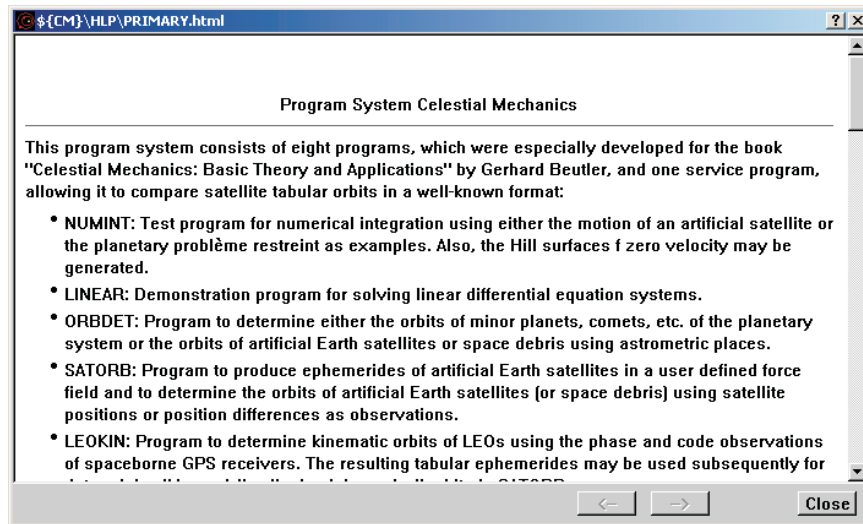 ${CM}\HLP\PRIMARY.html
Program System Celestial Mechanics
This program system consists of eight programs, which were especially developed for the book
"Celestial Mechanics: Basic Theory and Applications" by Gerhard Beutler, and one service program,
allowing it to compare satellite tabular orbits in a well-known format:
• NUMINT: Test program for numerical integration using either the motion of an artificial satellite or
the planetary problème restreint as examples. Also, the Hill surfaces f zero velocity may be
generated.
• LINEAR: Demonstration program for solving linear differential equation systems.
• ORBDET: Program to determine either the orbits of minor planets, comets, etc. of the planetary
system or the orbits of artificial Earth satellites or space debris using astrometric places.
• SATORB: Program to produce ephemerides of artificial Earth satellites in a user defined force
field and to determine the orbits of artificial Earth satellites (or space debris) using satellite
positions or position differences as observations.
• LEOKIN: Program to determine kinematic orbits of LEOs using the phase and code observations
of spaceborne GPS receivers. The resulting tabular ephemerides may be used subsequently for
<- -> Close